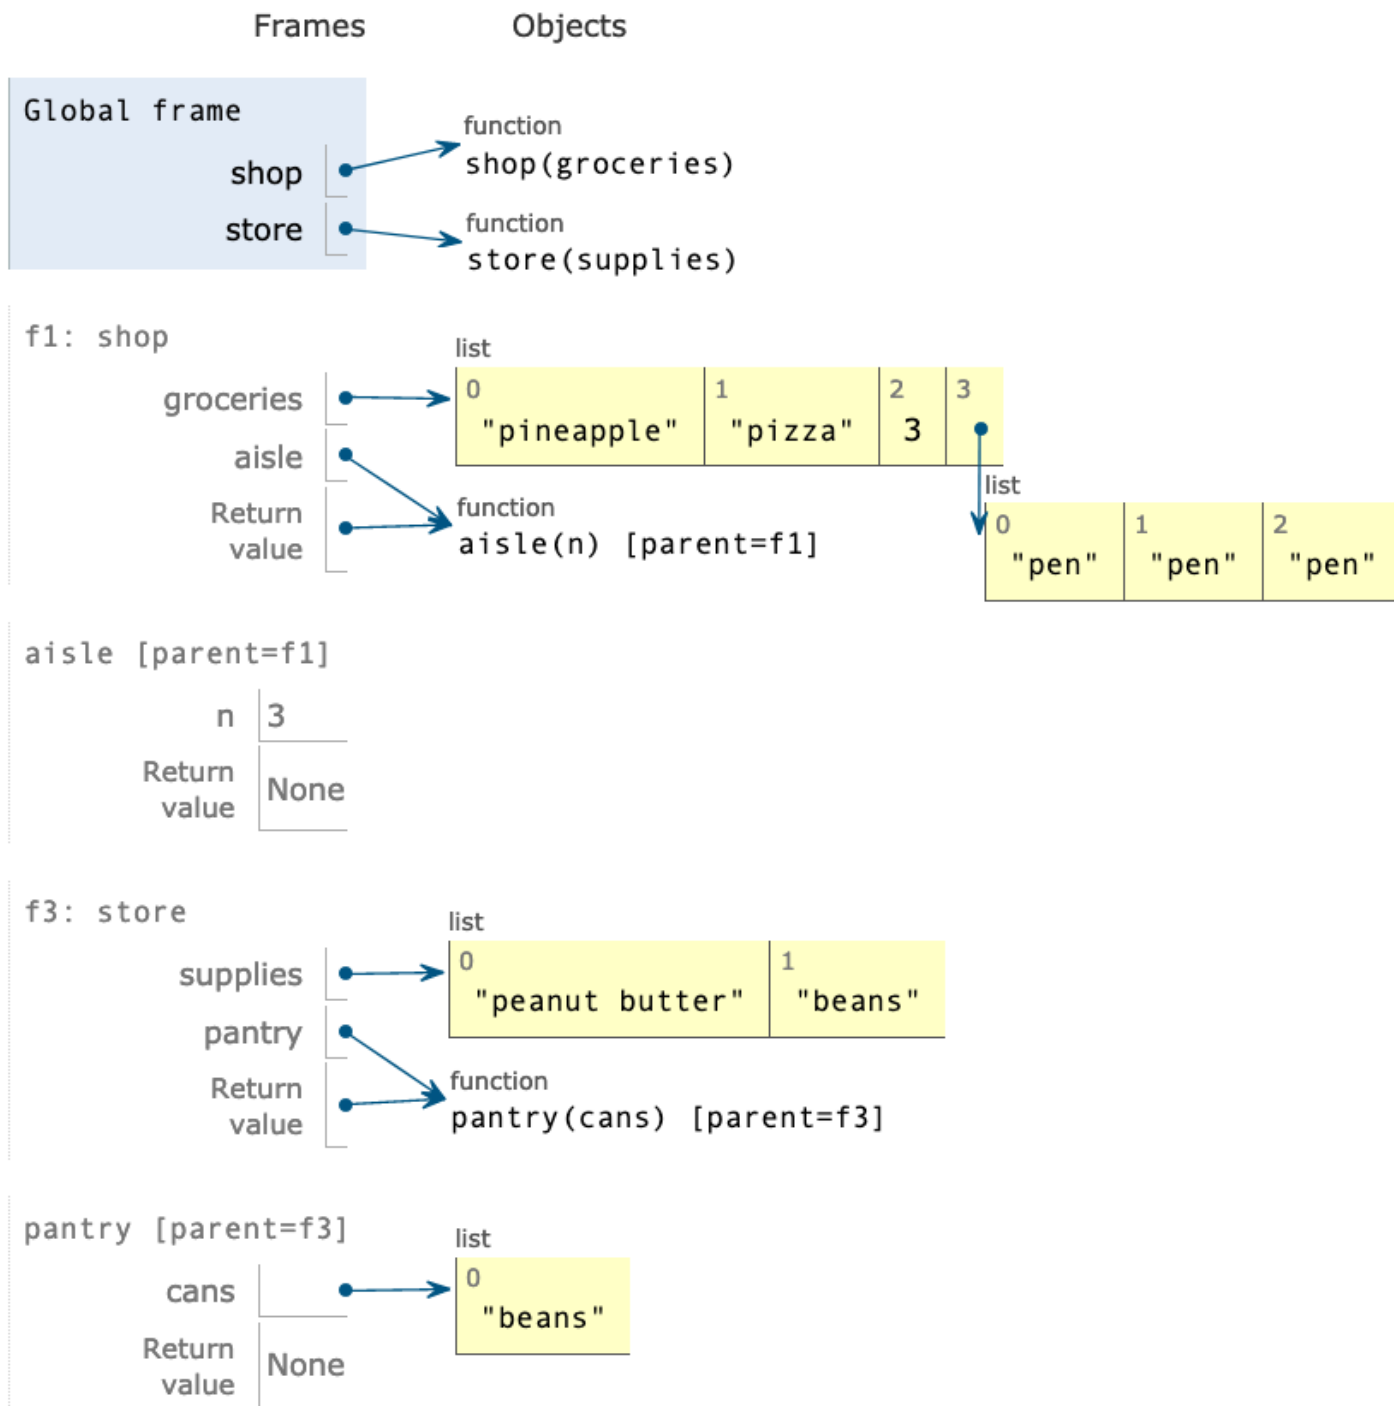 Frames Objects
Global frame
function
shop shop(groceries)
function
store store(supplies)
f1: shop
list
groceries 0 1 2 3
"pineapple" "pizza" 3
aisle
list
Return value
function
aisle(n) [parent=f1]
0 1 2
"pen" "pen" "pen"
aisle [parent=f1]
n 3
Return
value None
f3: store
list
supplies 0 1
"peanut butter" "beans"
pantry
Return
value
function
pantry(cans) [parent=f3]
pantry [parent=f3]
list
cans 0
"beans"
Return
value None